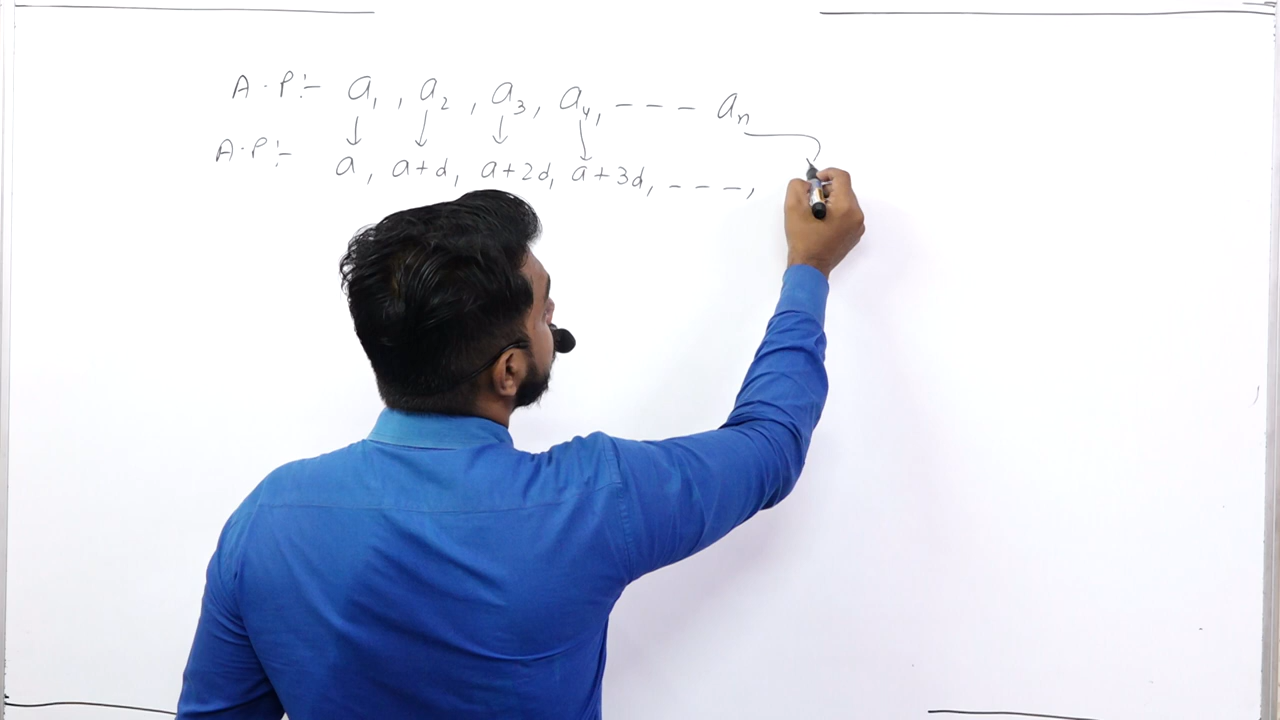 A.P:- a₁, a₂, a₃, a₄, - - - aₙ
A.P:- a, a+d, a+2d, a+3d, - - -,